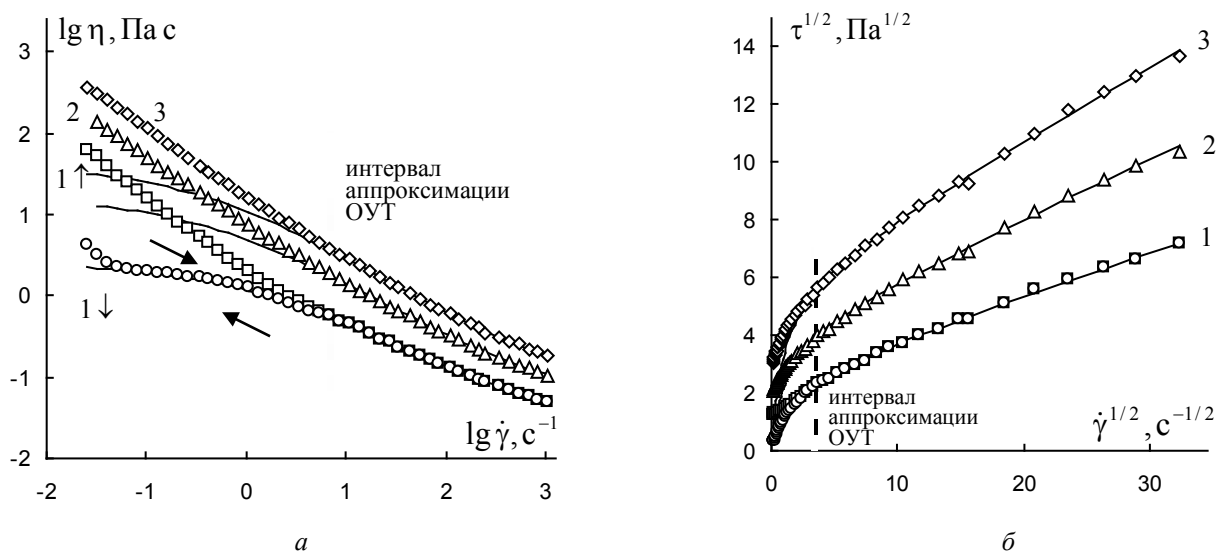 lg η, Па с
3
2
1
0
-1
-2
-2
-1
0
1
2
3
2
3
1↑
1↓
интервал
аппроксимации
ОУТ
lg γ̇, с⁻¹
а
τ^1/2, Па^1/2
14
12
10
8
6
4
2
0
0
10
20
30
3
2
1
интервал
аппроксимации
ОУТ
γ̇^1/2, с^−1/2
б